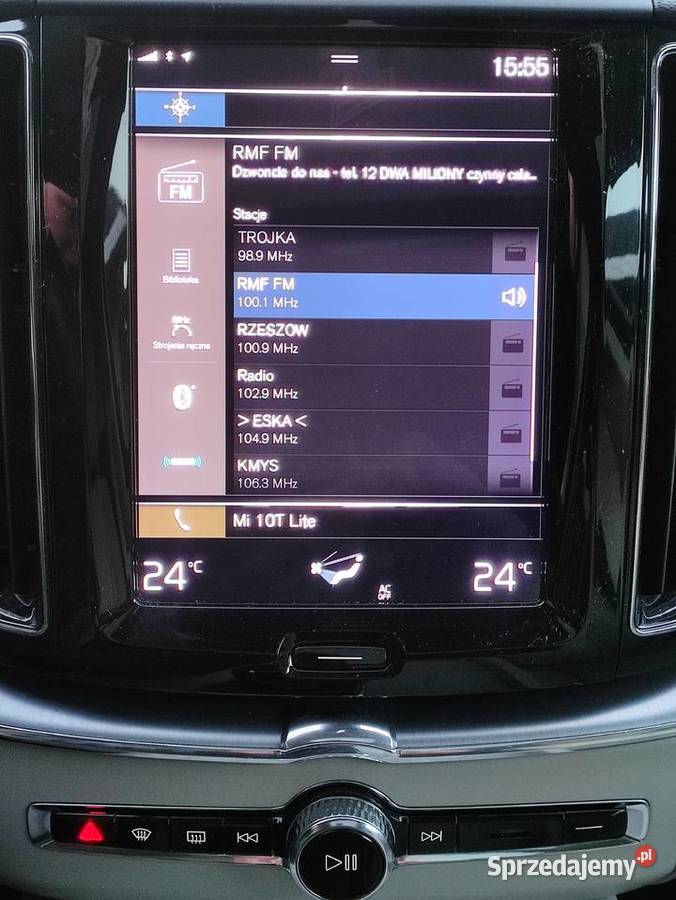 15:55
RMF FM
Dzwońcie do nas - tel. 12 DWA MILIONY czynny cała...
FM
Stacje
TROJKA
98.9 MHz
Biblioteka
RMF FM
100.1 MHz
MHz
Strojenie ręczne
RZESZOW
100.9 MHz
Radio
102.9 MHz
> ESKA <
104.9 MHz
KMYS
106.3 MHz
Mi 10T Lite
24°C
AC
OFF
24°C
Sprzedajemy.pl